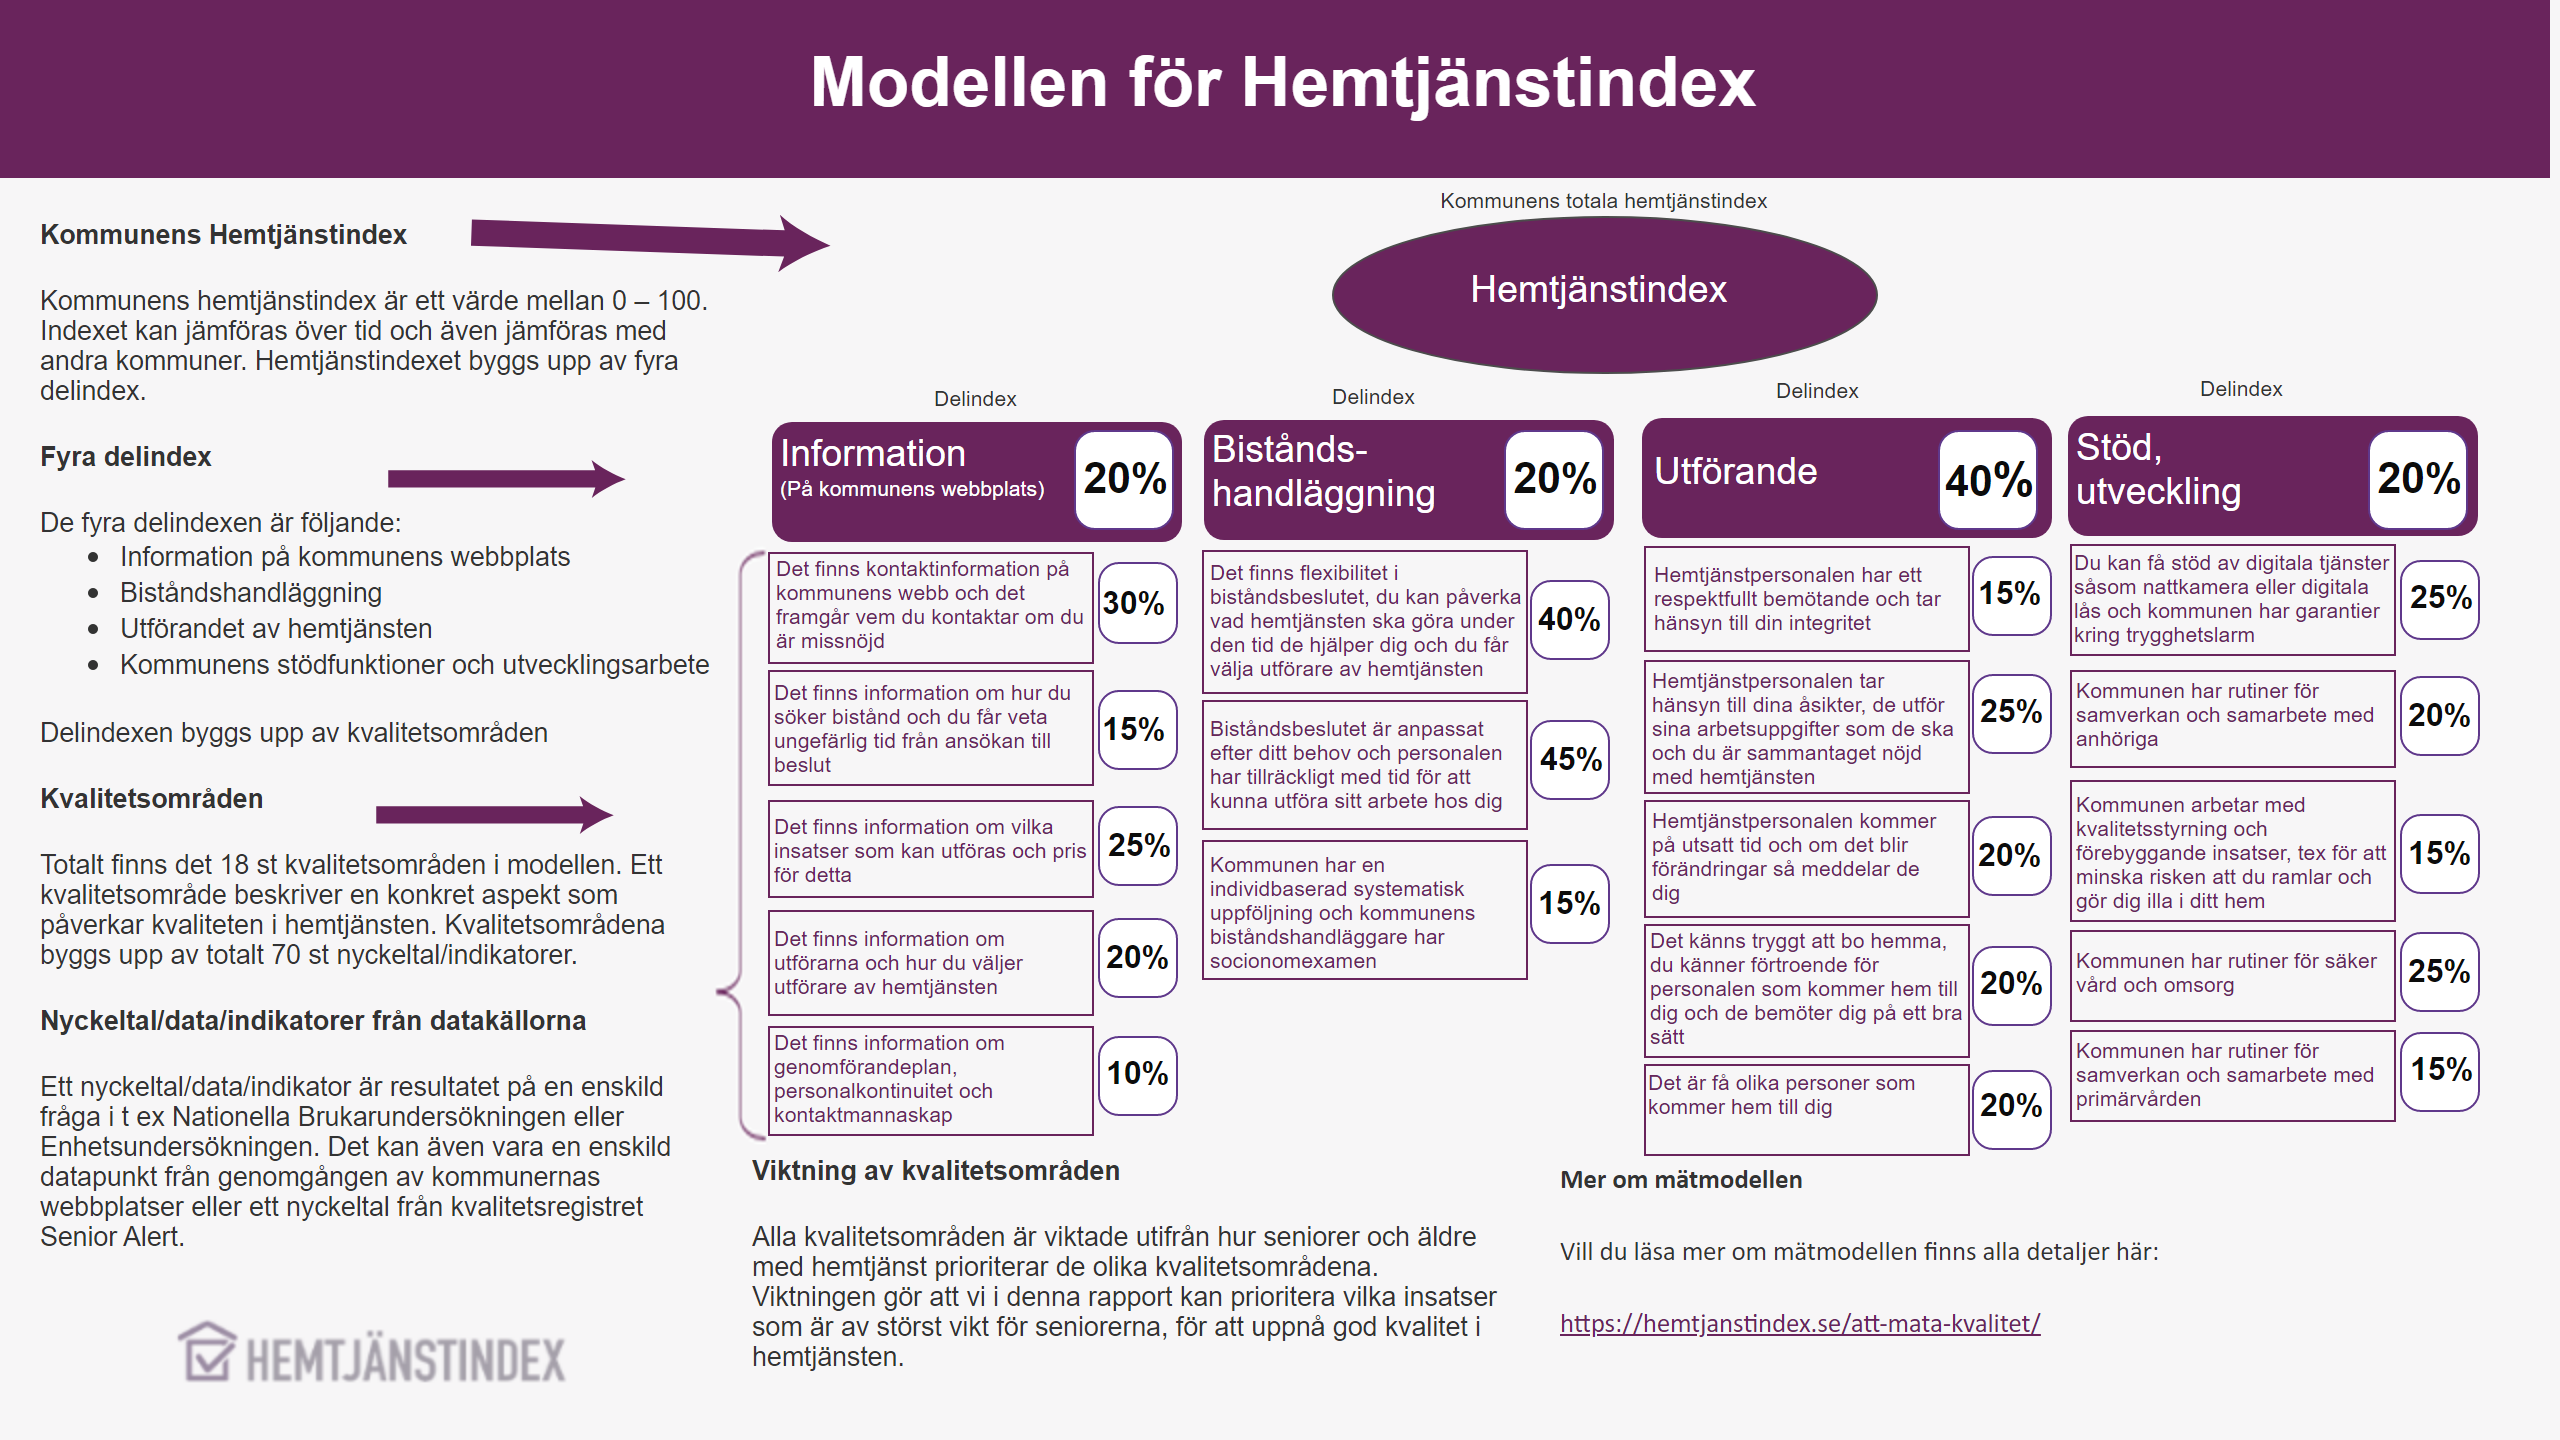 Modellen för Hemtjänstindex
Kommunens Hemtjänstindex
Kommunens hemtjänstindex är ett värde mellan 0 – 100.
Indexet kan jämföras över tid och även jämföras med
andra kommuner. Hemtjänstindexet byggs upp av fyra
delindex.
Fyra delindex
De fyra delindexen är följande:
• Information på kommunens webbplats
• Biståndshandläggning
• Utförandet av hemtjänsten
• Kommunens stödfunktioner och utvecklingsarbete
Delindexen byggs upp av kvalitetsområden
Kvalitetsområden
Totalt finns det 18 st kvalitetsområden i modellen. Ett
kvalitetsområde beskriver en konkret aspekt som
påverkar kvaliteten i hemtjänsten. Kvalitetsområdena
byggs upp av totalt 70 st nyckeltal/indikatorer.
Nyckeltal/data/indikatorer från datakällorna
Ett nyckeltal/data/indikator är resultatet på en enskild
fråga i t ex Nationella Brukarundersökningen eller
Enhetsundersökningen. Det kan även vara en enskild
datapunkt från genomgången av kommunernas
webbplatser eller ett nyckeltal från kvalitetsregistret
Senior Alert.
HEMTJÄNSTINDEX
Kommunens totala hemtjänstindex
Hemtjänstindex
Delindex
Information
(På kommunens webbplats)
20%
Det finns kontaktinformation på
kommunens webb och det
framgår vem du kontaktar om du
är missnöjd
30%
Det finns information om hur du
söker bistånd och du får veta
ungefärlig tid från ansökan till
beslut
15%
Det finns information om vilka
insatser som kan utföras och pris
för detta
25%
Det finns information om
utförarna och hur du väljer
utförare av hemtjänsten
20%
Det finns information om
genomförandeplan,
personalkontinuitet och
kontaktmannaskap
10%
Delindex
Bistånds-
handläggning
20%
Det finns flexibilitet i
biståndsbeslutet, du kan påverka
vad hemtjänsten ska göra under
den tid de hjälper dig och du får
välja utförare av hemtjänsten
40%
Biståndsbeslutet är anpassat
efter ditt behov och personalen
har tillräckligt med tid för att
kunna utföra sitt arbete hos dig
45%
Kommunen har en
individbaserad systematisk
uppföljning och kommunens
biståndshandläggare har
socionomexamen
15%
Delindex
Utförande
40%
Hemtjänstpersonalen har ett
respektfullt bemötande och tar
hänsyn till din integritet
15%
Hemtjänstpersonalen tar
hänsyn till dina åsikter, de utför
sina arbetsuppgifter som de ska
och du är sammantaget nöjd
med hemtjänsten
25%
Hemtjänstpersonalen kommer
på utsatt tid och om det blir
förändringar så meddelar de
dig
20%
Det känns tryggt att bo hemma,
du känner förtroende för
personalen som kommer hem till
dig och de bemöter dig på ett bra
sätt
20%
Det är få olika personer som
kommer hem till dig
20%
Delindex
Stöd,
utveckling
20%
Du kan få stöd av digitala tjänster
såsom nattkamera eller digitala
lås och kommunen har garantier
kring trygghetslarm
25%
Kommunen har rutiner för
samverkan och samarbete med
anhöriga
20%
Kommunen arbetar med
kvalitetsstyrning och
förebyggande insatser, tex för att
minska risken att du ramlar och
gör dig illa i ditt hem
15%
Kommunen har rutiner för säker
vård och omsorg
25%
Kommunen har rutiner för
samverkan och samarbete med
primärvården
15%
Viktning av kvalitetsområden
Alla kvalitetsområden är viktade utifrån hur seniorer och äldre
med hemtjänst prioriterar de olika kvalitetsområdena.
Viktningen gör att vi i denna rapport kan prioritera vilka insatser
som är av störst vikt för seniorerna, för att uppnå god kvalitet i
hemtjänsten.
Mer om mätmodellen
Vill du läsa mer om mätmodellen finns alla detaljer här:
https://hemtjanstindex.se/att-mata-kvalitet/